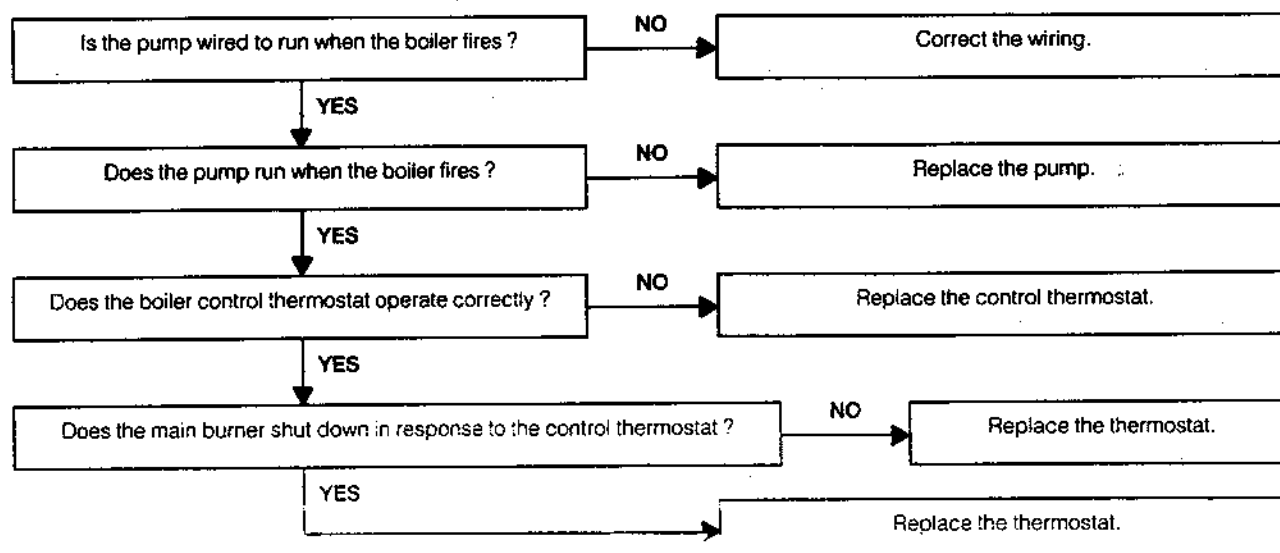 Is the pump wired to run when the boiler fires ?
NO
Correct the wiring.
YES
Does the pump run when the boiler fires ?
NO
Replace the pump.
YES
Does the boiler control thermostat operate correctly ?
NO
Replace the control thermostat.
YES
Does the main burner shut down in response to the control thermostat ?
NO
Replace the thermostat.
YES
Replace the thermostat.